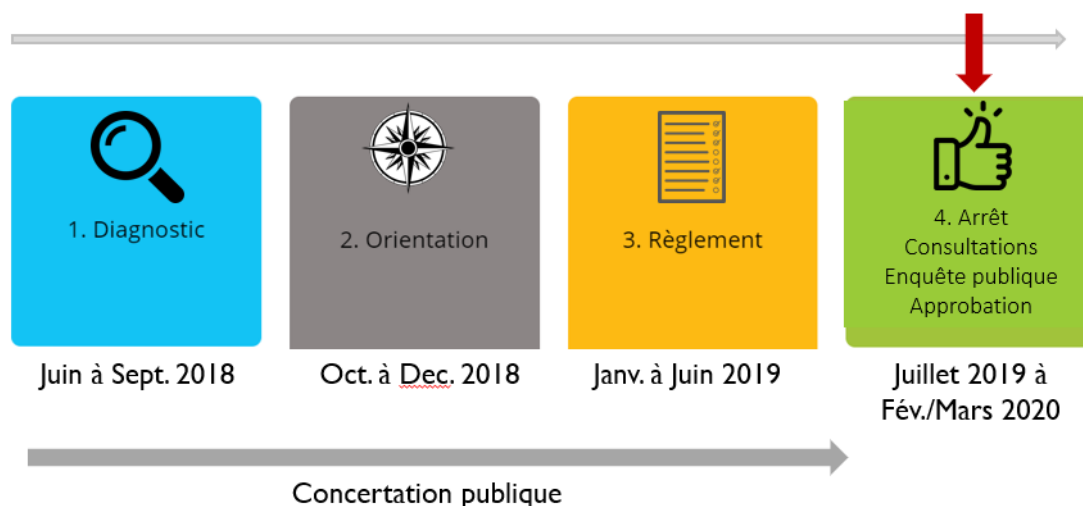 1. Diagnostic
2. Orientation
3. Règlement
4. Arrêt
Consultations
Enquête publique
Approbation
Juin à Sept. 2018
Oct. à Dec. 2018
Janv. à Juin 2019
Juillet 2019 à
Fév./Mars 2020
Concertation publique